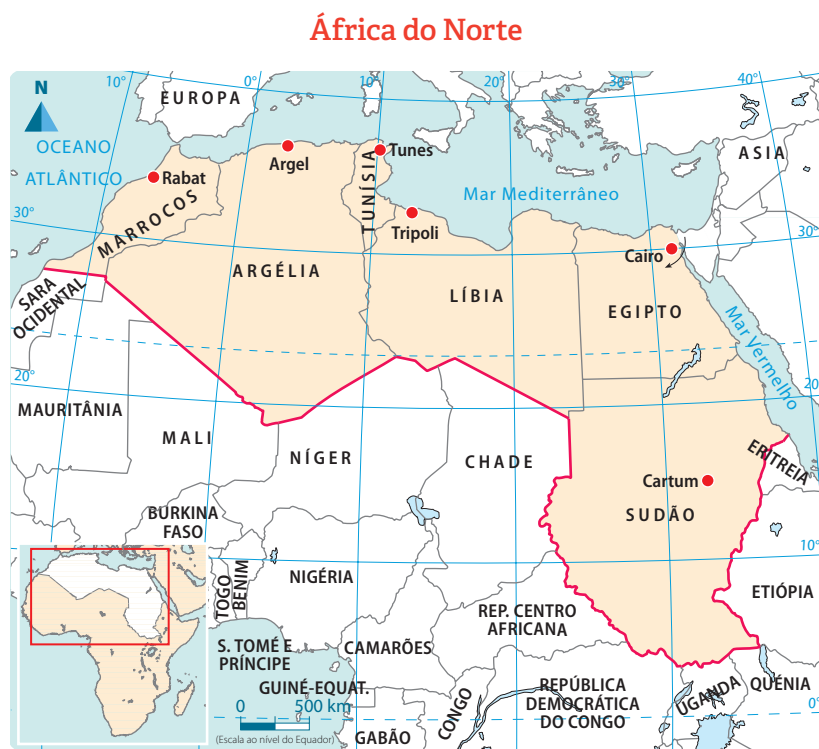 África do Norte
10°
0°
10°
20°
30°
40°
N
EUROPA
ASIA
OCEANO
ATLÂNTICO
Rabat
Argel
Tunes
TUNÍSIA
Mar Mediterrâneo
MARROCOS
Tripoli
30°
30°
Cairo
ARGÉLIA
LÍBIA
EGIPTO
SARA
OCIDENTAL
Mar Vermelho
20°
20°
MAURITÂNIA
MALI
NÍGER
CHADE
ERITREIA
Cartum
SUDÃO
BURKINA
FASO
10°
10°
TOGO
BENIM
NIGÉRIA
ETIÓPIA
REP. CENTRO
AFRICANA
S. TOMÉ E
PRÍNCIPE
CAMARÕES
GUINÉ-EQUAT.
CONGO
REPÚBLICA
DEMOCRÁTICA
DO CONGO
UGANDA
QUÉNIA
0°
0
500 km
(Escala ao nível do Equador)
GABÃO